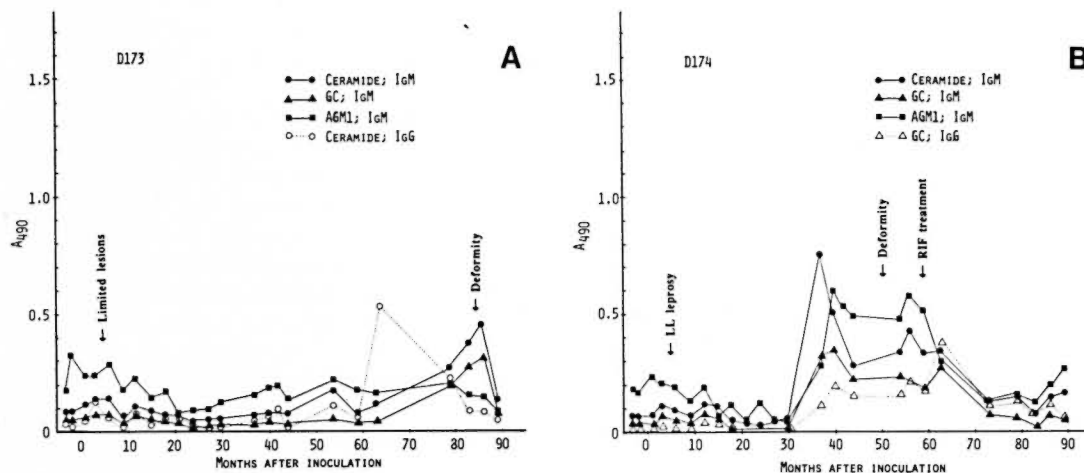 A
D173
CERAMIDE; IGM
GC; IGM
AGM1; IGM
CERAMIDE; IGG
1.5
1.0
0.5
0
A490
Limited lesions
Deformity
0 10 20 30 40 50 60 70 80 90
MONTHS AFTER INOCULATION
B
D174
CERAMIDE; IGM
GC; IGM
AGM1; IGM
GC; IGG
1.5
1.0
0.5
0
A490
LL leprosy
Deformity
RIF treatment
0 10 20 30 40 50 60 70 80 90
MONTHS AFTER INOCULATION